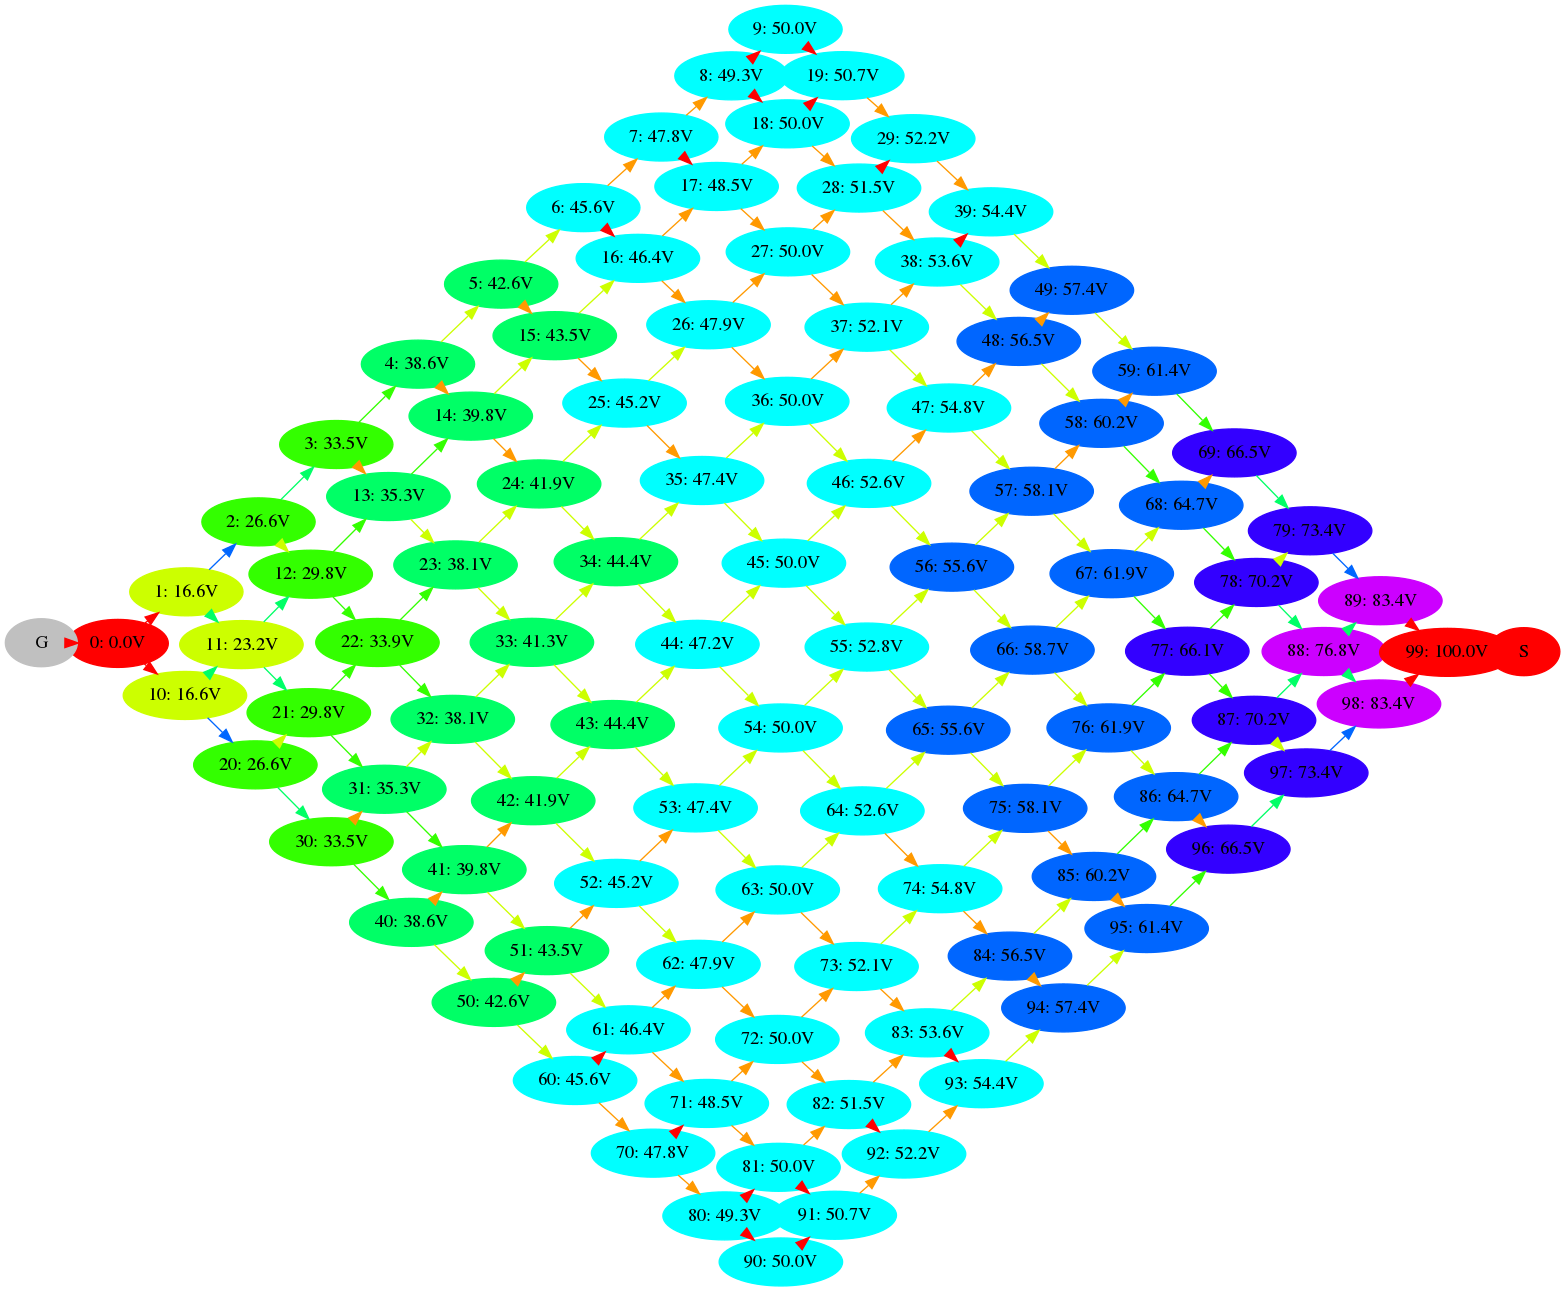 9: 50.0V
8: 49.3V
19: 50.7V
18: 50.0V
7: 47.8V
29: 52.2V
17: 48.5V
28: 51.5V
6: 45.6V
39: 54.4V
27: 50.0V
16: 46.4V
38: 53.6V
5: 42.6V
49: 57.4V
26: 47.9V
37: 52.1V
15: 43.5V
48: 56.5V
4: 38.6V
59: 61.4V
25: 45.2V
36: 50.0V
47: 54.8V
14: 39.8V
58: 60.2V
3: 33.5V
69: 66.5V
35: 47.4V
46: 52.6V
24: 41.9V
57: 58.1V
13: 35.3V
68: 64.7V
2: 26.6V
79: 73.4V
34: 44.4V
45: 50.0V
23: 38.1V
56: 55.6V
12: 29.8V
67: 61.9V
78: 70.2V
1: 16.6V
89: 83.4V
G
0: 0.0V
11: 23.2V
22: 33.9V
33: 41.3V
44: 47.2V
55: 52.8V
66: 58.7V
77: 66.1V
88: 76.8V
99: 100.0V
S
10: 16.6V
98: 83.4V
21: 29.8V
32: 38.1V
43: 44.4V
54: 50.0V
65: 55.6V
76: 61.9V
87: 70.2V
20: 26.6V
97: 73.4V
31: 35.3V
42: 41.9V
53: 47.4V
64: 52.6V
75: 58.1V
86: 64.7V
30: 33.5V
96: 66.5V
41: 39.8V
52: 45.2V
63: 50.0V
74: 54.8V
85: 60.2V
40: 38.6V
95: 61.4V
51: 43.5V
62: 47.9V
73: 52.1V
84: 56.5V
50: 42.6V
94: 57.4V
61: 46.4V
72: 50.0V
83: 53.6V
60: 45.6V
93: 54.4V
71: 48.5V
82: 51.5V
70: 47.8V
92: 52.2V
81: 50.0V
80: 49.3V
91: 50.7V
90: 50.0V